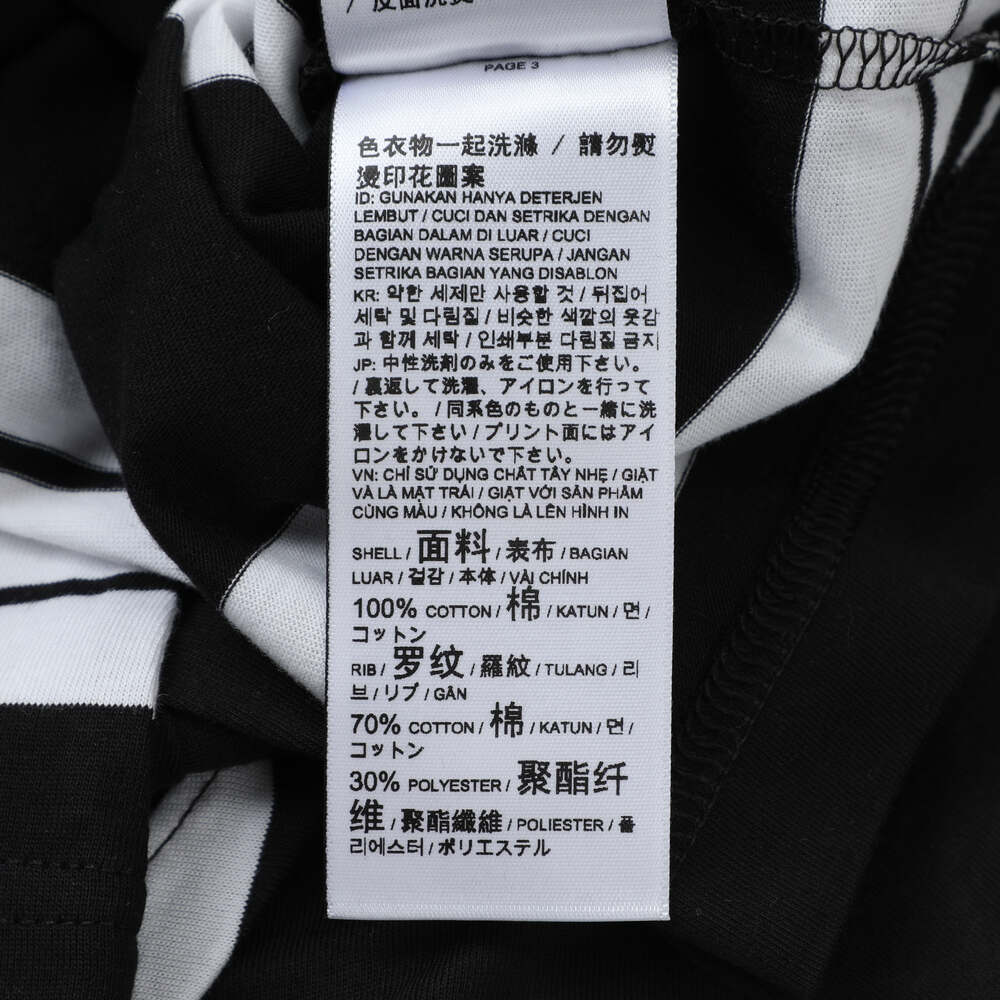 / 反面洗熨
PAGE 3
色衣物一起洗滌 / 請勿熨
燙印花圖案
ID: GUNAKAN HANYA DETERJEN
LEMBUT / CUCI DAN SETRIKA DENGAN
BAGIAN DALAM DI LUAR / CUCI
DENGAN WARNA SERUPA / JANGAN
SETRIKA BAGIAN YANG DISABLON
KR: 약한 세제만 사용할 것 / 뒤집어
세탁 및 다림질 / 비슷한 색깔의 옷감
과 함께 세탁 / 인쇄부분 다림질 금지
JP: 中性洗剤のみをご使用下さい。
/ 裏返して洗濯、アイロンを行って
下さい。/ 同系色のものと一緒に洗
濯して下さい / プリント面にはアイ
ロンをかけないで下さい。
VN: CHỈ SỬ DỤNG CHẤT TẨY NHẸ / GIẶT
VÀ LÀ MẶT TRÁI / GIẶT VỚI SẢN PHẨM
CÙNG MÀU / KHÔNG LÀ LÊN HÌNH IN
SHELL / 面料 / 表布 / BAGIAN
LUAR / 겉감 / 本体 / VẢI CHÍNH
100% COTTON / 棉 / KATUN / 면 /
コットン
RIB / 罗纹 / 羅紋 / TULANG / 리
브 / リブ / GÂN
70% COTTON / 棉 / KATUN / 면 /
コットン
30% POLYESTER / 聚酯纤
维 / 聚酯纖維 / POLIESTER / 폴
리에스터 / ポリエステル